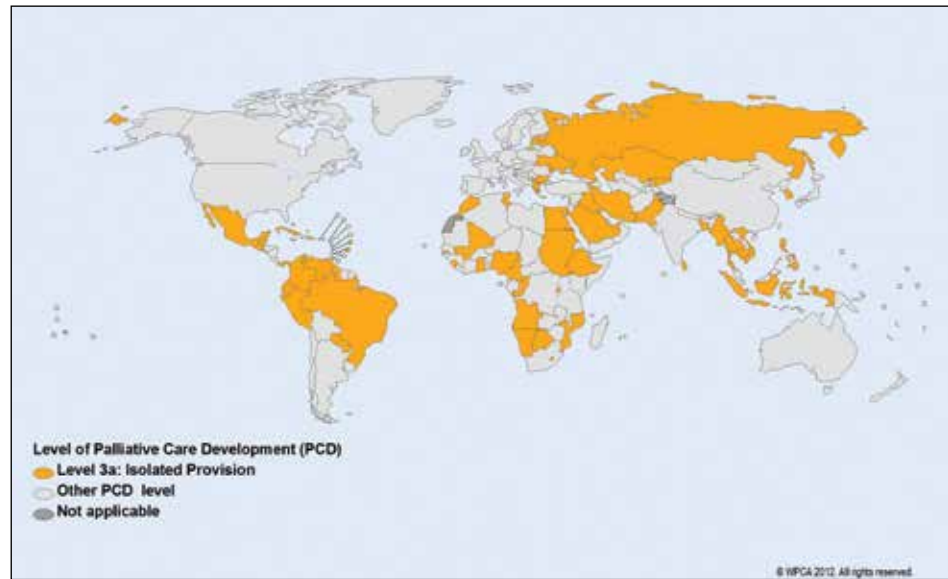 Level of Palliative Care Development (PCD)
Level 3a: Isolated Provision
Other PCD level
Not applicable
© WPCA 2012. All rights reserved.